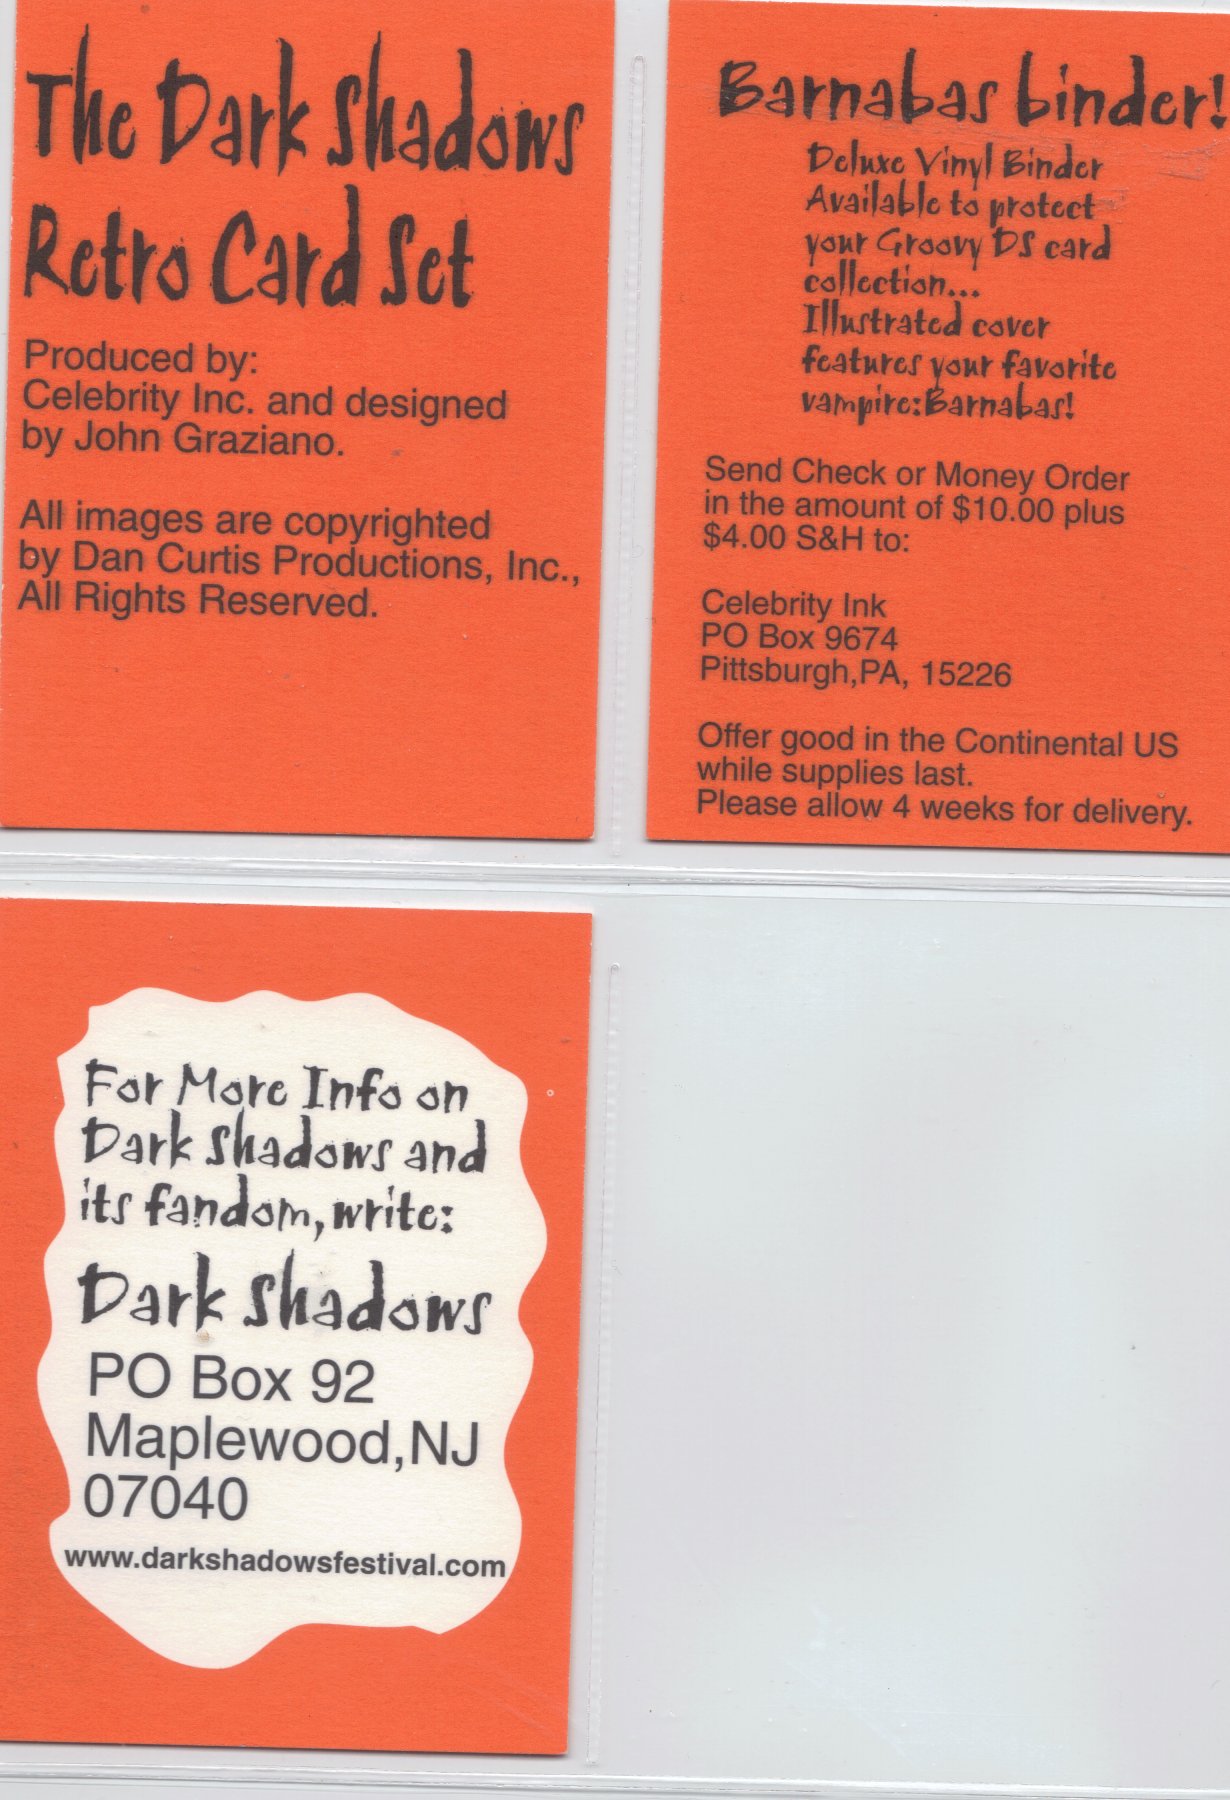 The Dark Shadows
Retro Card Set
Produced by:
Celebrity Inc. and designed
by John Graziano.
All images are copyrighted
by Dan Curtis Productions, Inc.,
All Rights Reserved.
Barnabas binder!
Deluxe Vinyl Binder
Available to protect
your Groovy DS card
collection...
Illustrated cover
features your favorite
vampire:Barnabas!
Send Check or Money Order
in the amount of $10.00 plus
$4.00 S&H to:
Celebrity Ink
PO Box 9674
Pittsburgh,PA, 15226
Offer good in the Continental US
while supplies last.
Please allow 4 weeks for delivery.
For More Info on
Dark Shadows and
its fandom,write:
Dark Shadows
PO Box 92
Maplewood,NJ
07040
www.darkshadowsfestival.com